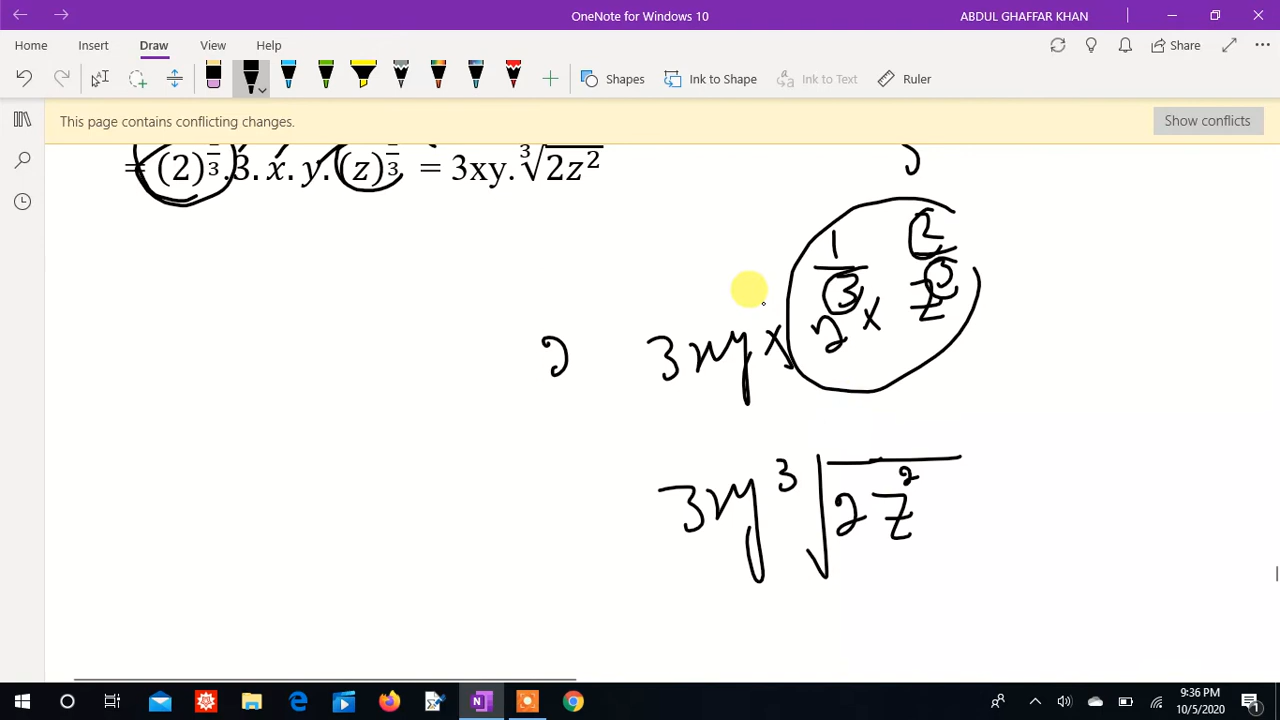 OneNote for Windows 10
ABDUL GHAFFAR KHAN
Home Insert Draw View Help
Share
Shapes
Ink to Shape
Ink to Text
Ruler
This page contains conflicting changes.
Show conflicts
= (2)^{1/3}.3.x.y.(z)^{2/3} = 3xy.∛2z²
3xy × 2^{1/3} × z^{2/3}
3xy ³√2z²
9:36 PM
10/5/2020
1